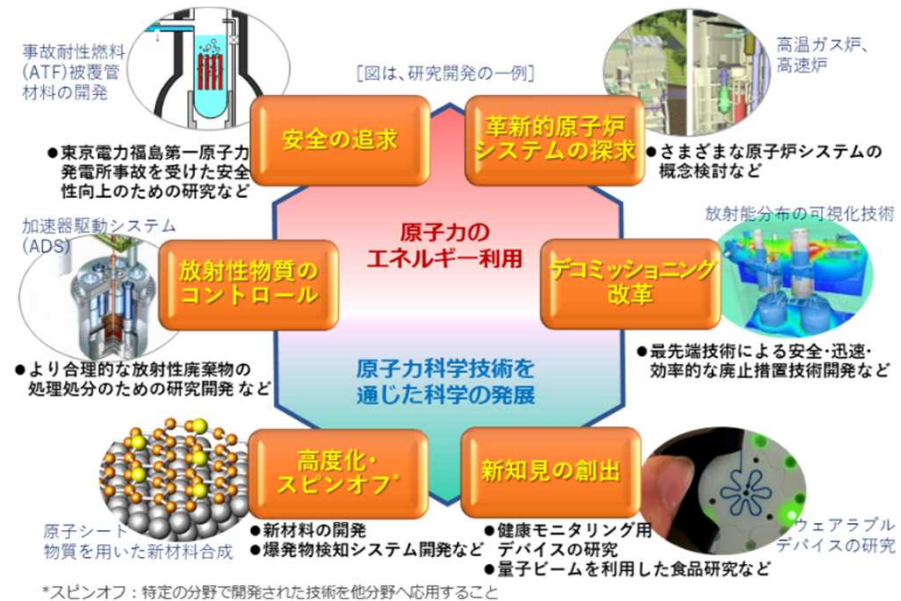 事故耐性燃料
(ATF)被覆管
材料の開発
[図は、研究開発の一例]
高温ガス炉、
高速炉
安全の追求
革新的原子炉
システムの探求
●東京電力福島第一原子力
発電所事故を受けた安全
性向上のための研究など
●さまざまな原子炉システムの
概念検討など
加速器駆動システム
(ADS)
放射能分布の可視化技術
原子力の
エネルギー利用
放射性物質の
コントロール
デコミッショニング
改革
●より合理的な放射性廃棄物の
処理処分のための研究開発 など
●最先端技術による安全・迅速・
効率的な廃止措置技術開発など
原子力科学技術を
通じた科学の発展
高度化・
スピンオフ*
新知見の創出
原子シート
物質を用いた新材料合成
●新材料の開発
●爆発物検知システム開発など
●健康モニタリング用
デバイスの研究
●量子ビームを利用した食品研究など
ウェアラブル
デバイスの研究
*スピンオフ：特定の分野で開発された技術を他分野へ応用すること